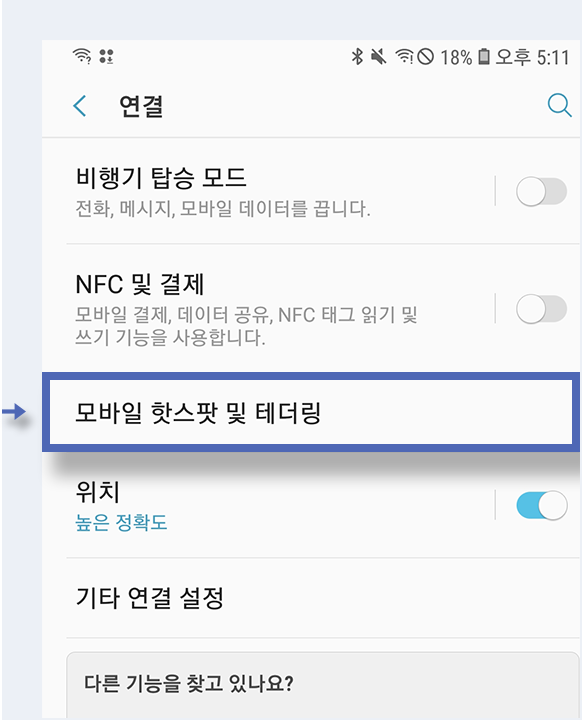 18% 오후 5:11
연결
비행기 탑승 모드
전화, 메시지, 모바일 데이터를 끕니다.
NFC 및 결제
모바일 결제, 데이터 공유, NFC 태그 읽기 및
쓰기 기능을 사용합니다.
모바일 핫스팟 및 테더링
위치
높은 정확도
기타 연결 설정
다른 기능을 찾고 있나요?